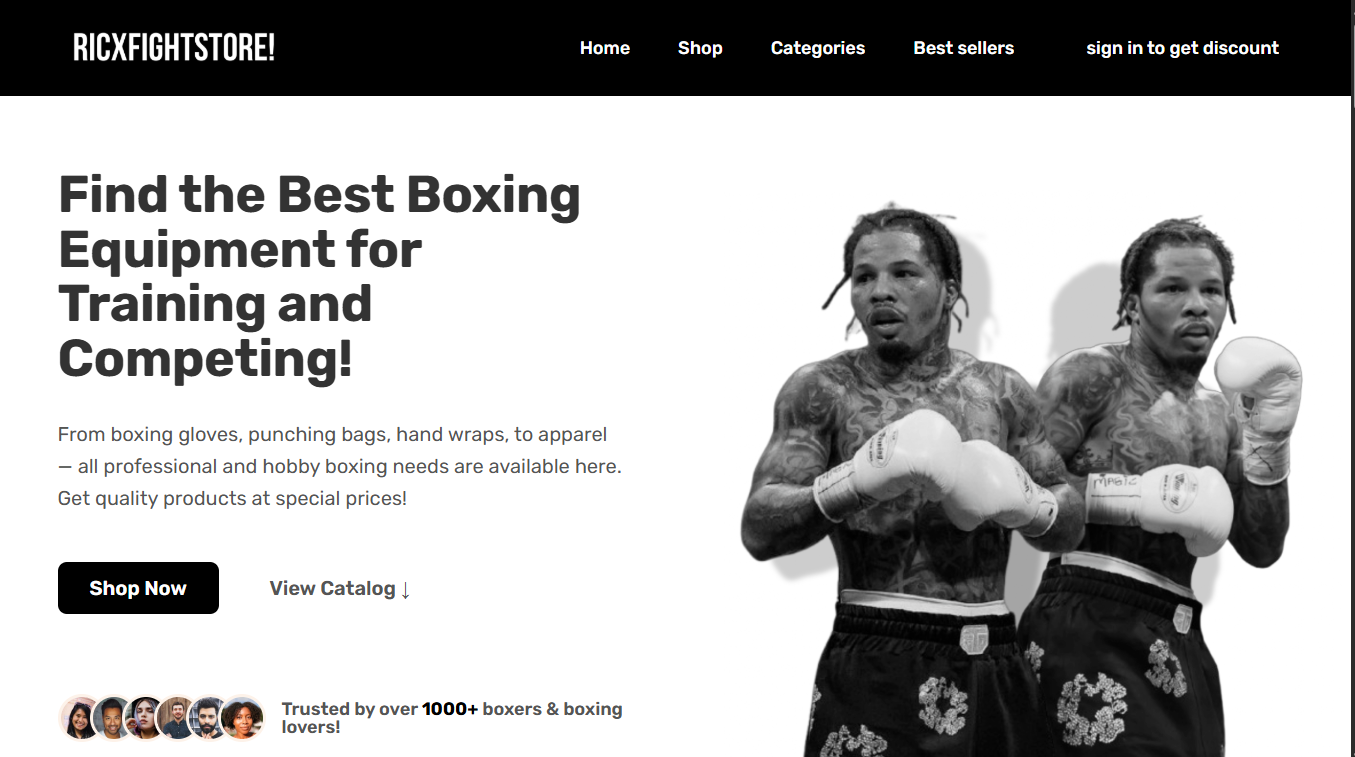 RICXFIGHTSTORE!
Home
Shop
Categories
Best sellers
sign in to get discount
Find the Best Boxing
Equipment for
Training and
Competing!
From boxing gloves, punching bags, hand wraps, to apparel
— all professional and hobby boxing needs are available here.
Get quality products at special prices!
Shop Now
View Catalog ↓
Trusted by over 1000+ boxers & boxing
lovers!
MAGIC